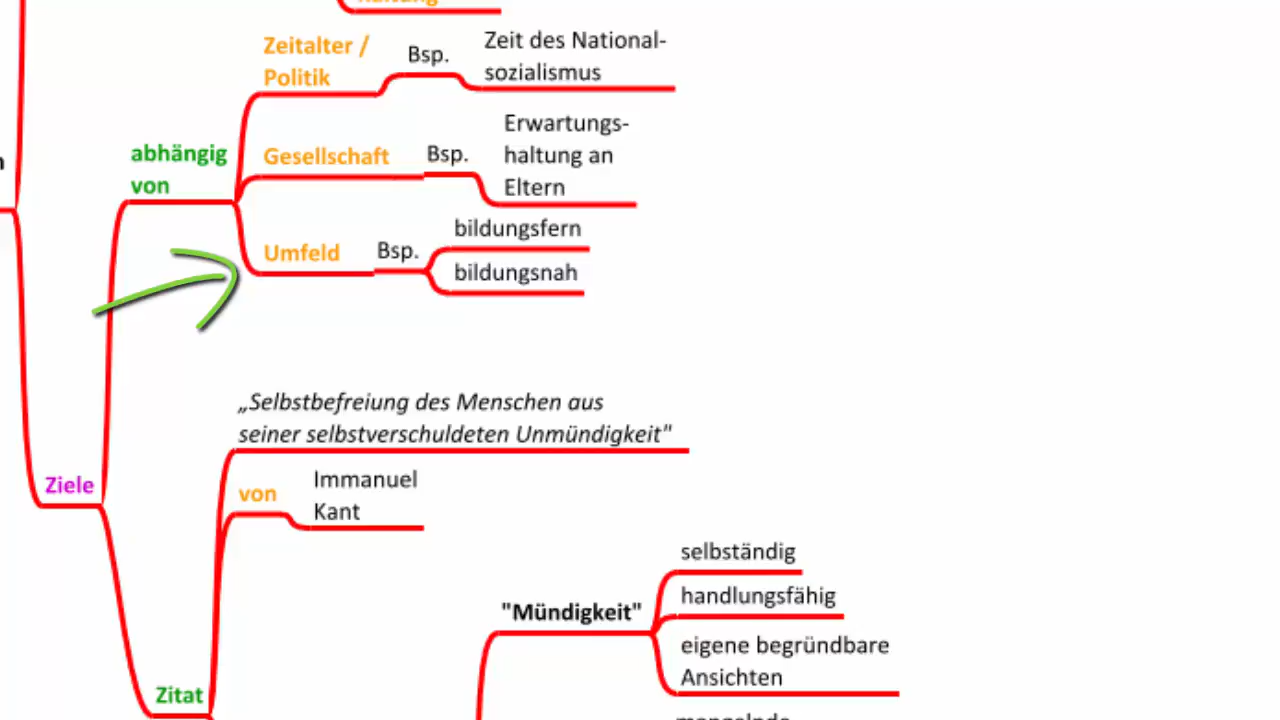 haltung
Zeitalter /
Politik
Bsp.
Zeit des National-
sozialismus
abhängig
von
Gesellschaft
Bsp.
Erwartungs-
haltung an
Eltern
Umfeld
Bsp.
bildungsfern
bildungsnah
Ziele
„Selbstbefreiung des Menschen aus
seiner selbstverschuldeten Unmündigkeit"
von
Immanuel
Kant
Zitat
"Mündigkeit"
selbständig
handlungsfähig
eigene begründbare
Ansichten